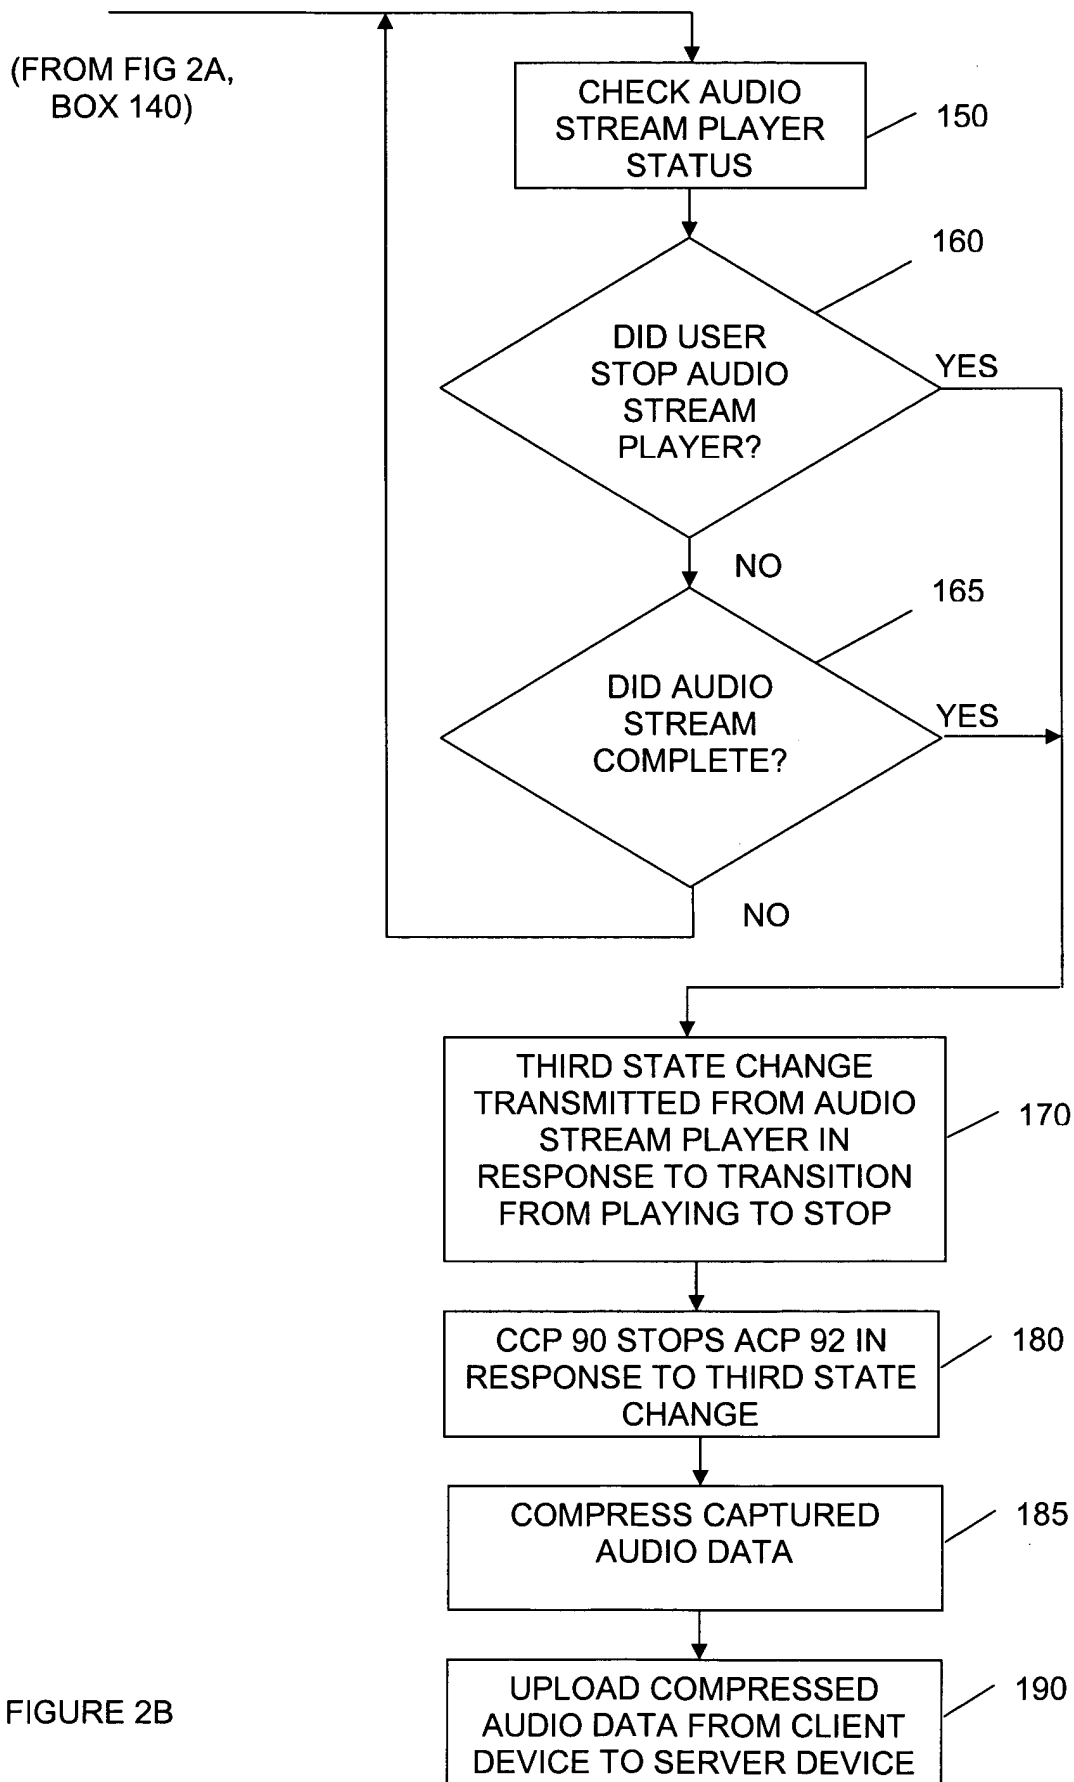 (FROM FIG 2A,
BOX 140)
CHECK AUDIO
STREAM PLAYER
STATUS
150
160
DID USER
STOP AUDIO
STREAM
PLAYER?
YES
NO
165
DID AUDIO
STREAM
COMPLETE?
YES
NO
THIRD STATE CHANGE
TRANSMITTED FROM AUDIO
STREAM PLAYER IN
RESPONSE TO TRANSITION
FROM PLAYING TO STOP
170
CCP 90 STOPS ACP 92 IN
RESPONSE TO THIRD STATE
CHANGE
180
COMPRESS CAPTURED
AUDIO DATA
185
UPLOAD COMPRESSED
AUDIO DATA FROM CLIENT
DEVICE TO SERVER DEVICE
190
FIGURE 2B